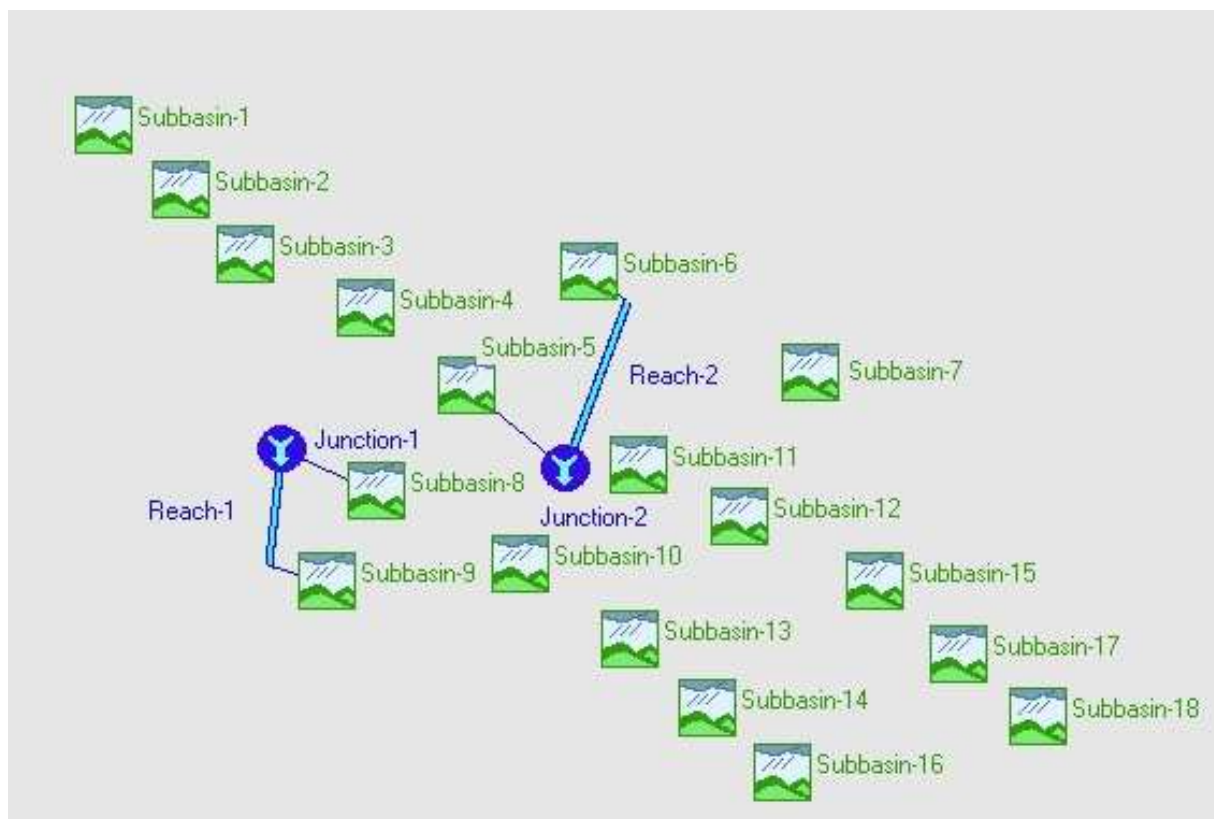 Subbasin-1
Subbasin-2
Subbasin-3
Subbasin-6
Subbasin-4
Subbasin-5
Reach-2
Subbasin-7
Junction-1
Subbasin-11
Subbasin-8
Reach-1
Junction-2
Subbasin-12
Subbasin-10
Subbasin-9
Subbasin-15
Subbasin-13
Subbasin-17
Subbasin-14
Subbasin-18
Subbasin-16